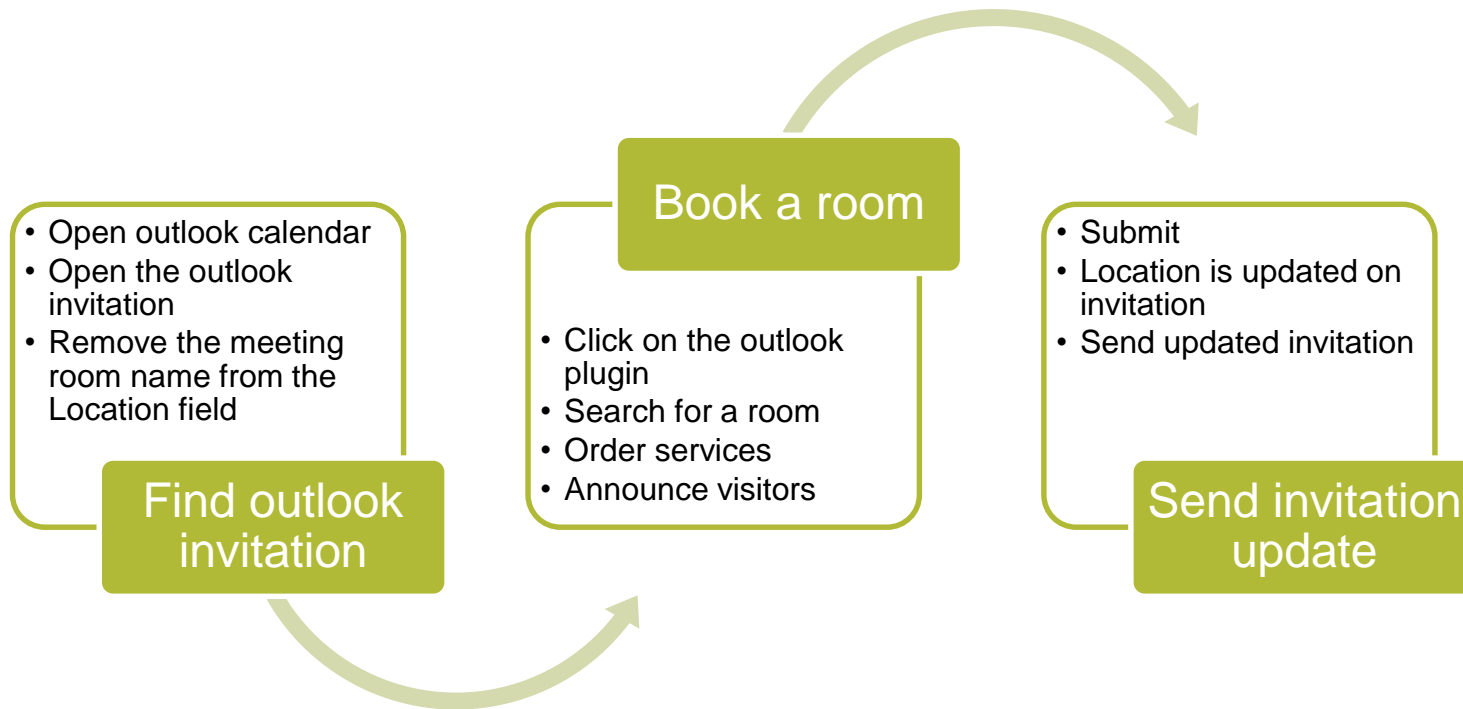 • Open outlook calendar
• Open the outlook
invitation
• Remove the meeting
room name from the
Location field
Find outlook
invitation
Book a room
• Click on the outlook
plugin
• Search for a room
• Order services
• Announce visitors
• Submit
• Location is updated on
invitation
• Send updated invitation
Send invitation
update